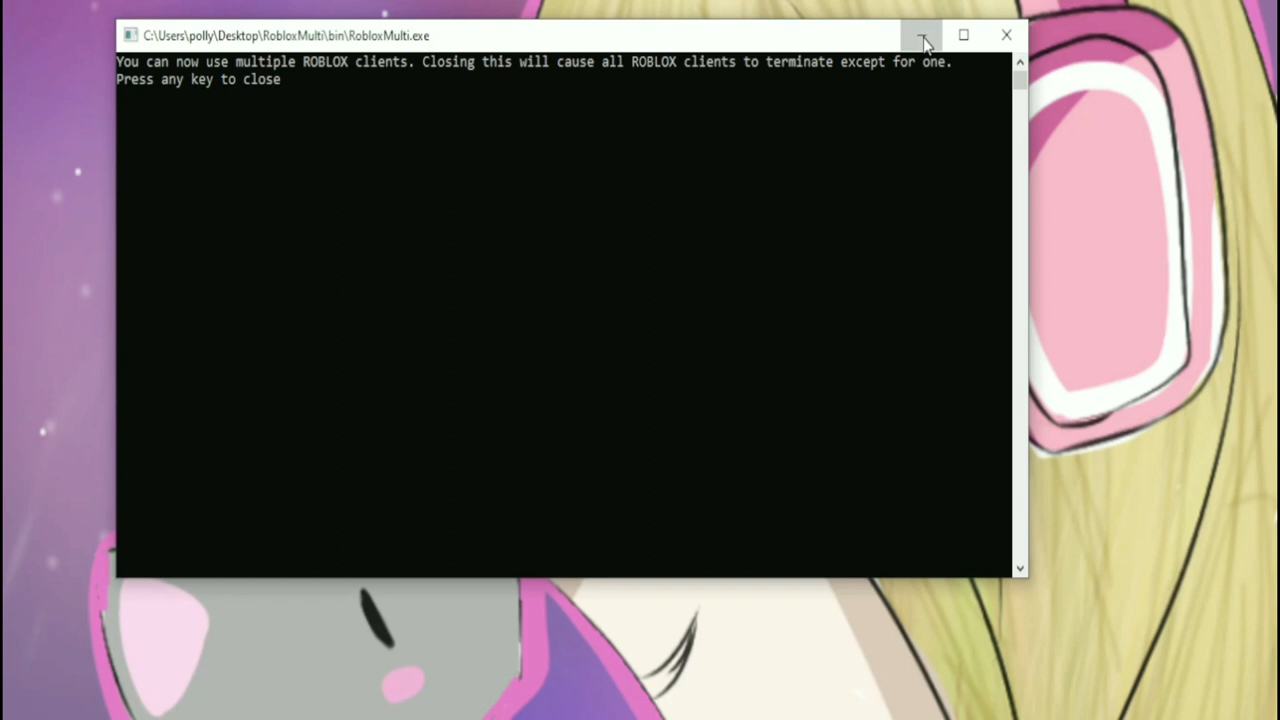 C:\Users\polly\Desktop\RobloxMulti\bin\RobloxMulti.exe
You can now use multiple ROBLOX clients. Closing this will cause all ROBLOX clients to terminate except for one.
Press any key to close